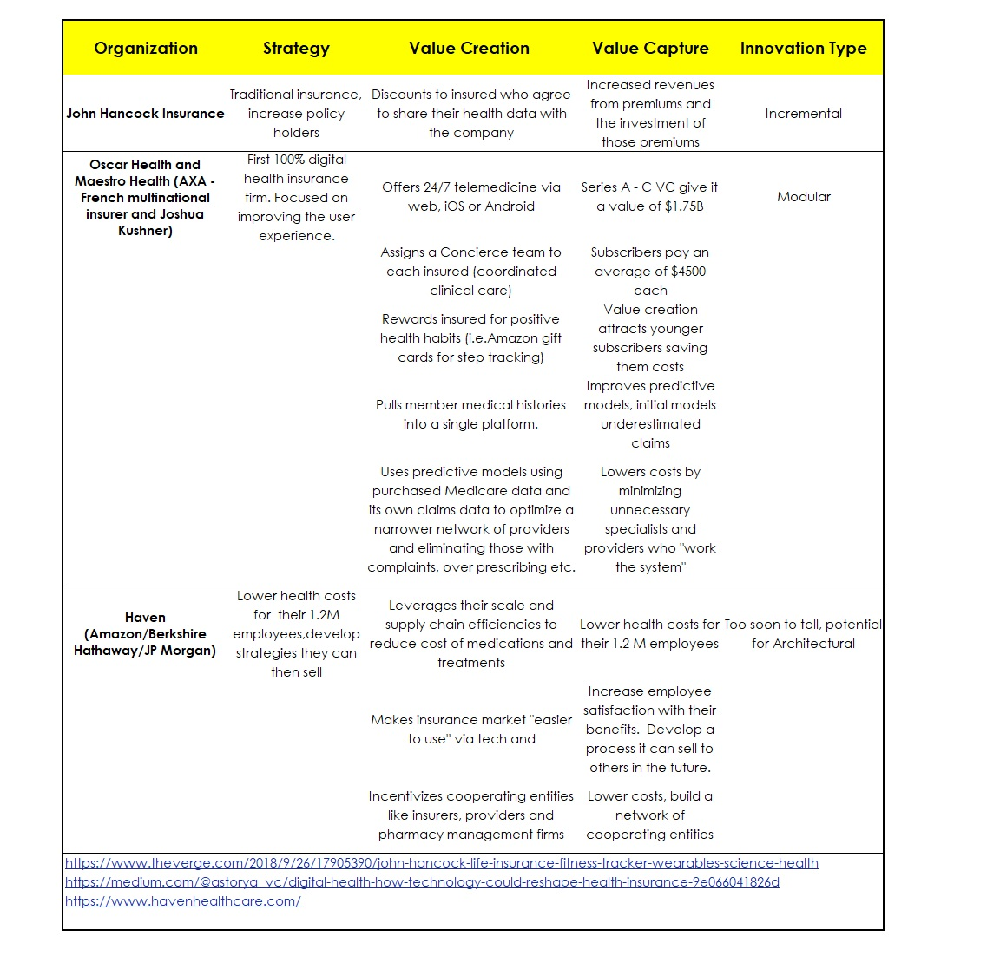 Organization Strategy Value Creation Value Capture Innovation Type
John Hancock Insurance
Traditional insurance,
increase policy
holders
Discounts to insured who agree
to share their health data with
the company
Increased revenues
from premiums and
the investment of
those premiums
Incremental
Oscar Health and
Maestro Health (AXA -
French multinational
insurer and Joshua
Kushner)
First 100% digital
health insurance
firm. Focused on
improving the user
experience.
Offers 24/7 telemedicine via
web, iOS or Android
Series A - C VC give it
a value of $1.75B
Modular
Assigns a Concierce team to
each insured (coordinated
clinical care)
Subscribers pay an
average of $4500
each
Rewards insured for positive
health habits (i.e.Amazon gift
cards for step tracking)
Value creation
attracts younger
subscribers saving
them costs
Pulls member medical histories
into a single platform.
Improves predictive
models, initial models
underestimated
claims
Uses predictive models using
purchased Medicare data and
its own claims data to optimize a
narrower network of providers
and eliminating those with
complaints, over prescribing etc.
Lowers costs by
minimizing
unnecessary
specialists and
providers who "work
the system"
Haven
(Amazon/Berkshire
Hathaway/JP Morgan)
Lower health costs
for their 1.2M
employees,develop
strategies they can
then sell
Leverages their scale and
supply chain efficiencies to
reduce cost of medications and
treatments
Lower health costs for
their 1.2 M employees
Too soon to tell, potential
for Architectural
Makes insurance market "easier
to use" via tech and
Increase employee
satisfaction with their
benefits. Develop a
process it can sell to
others in the future.
Incentivizes cooperating entities
like insurers, providers and
pharmacy management firms
Lower costs, build a
network of
cooperating entities
https://www.theverge.com/2018/9/26/17905390/john-hancock-life-insurance-fitness-tracker-wearables-science-health
https://medium.com/@astorya_vc/digital-health-how-technology-could-reshape-health-insurance-9e066041826d
https://www.havenhealthcare.com/